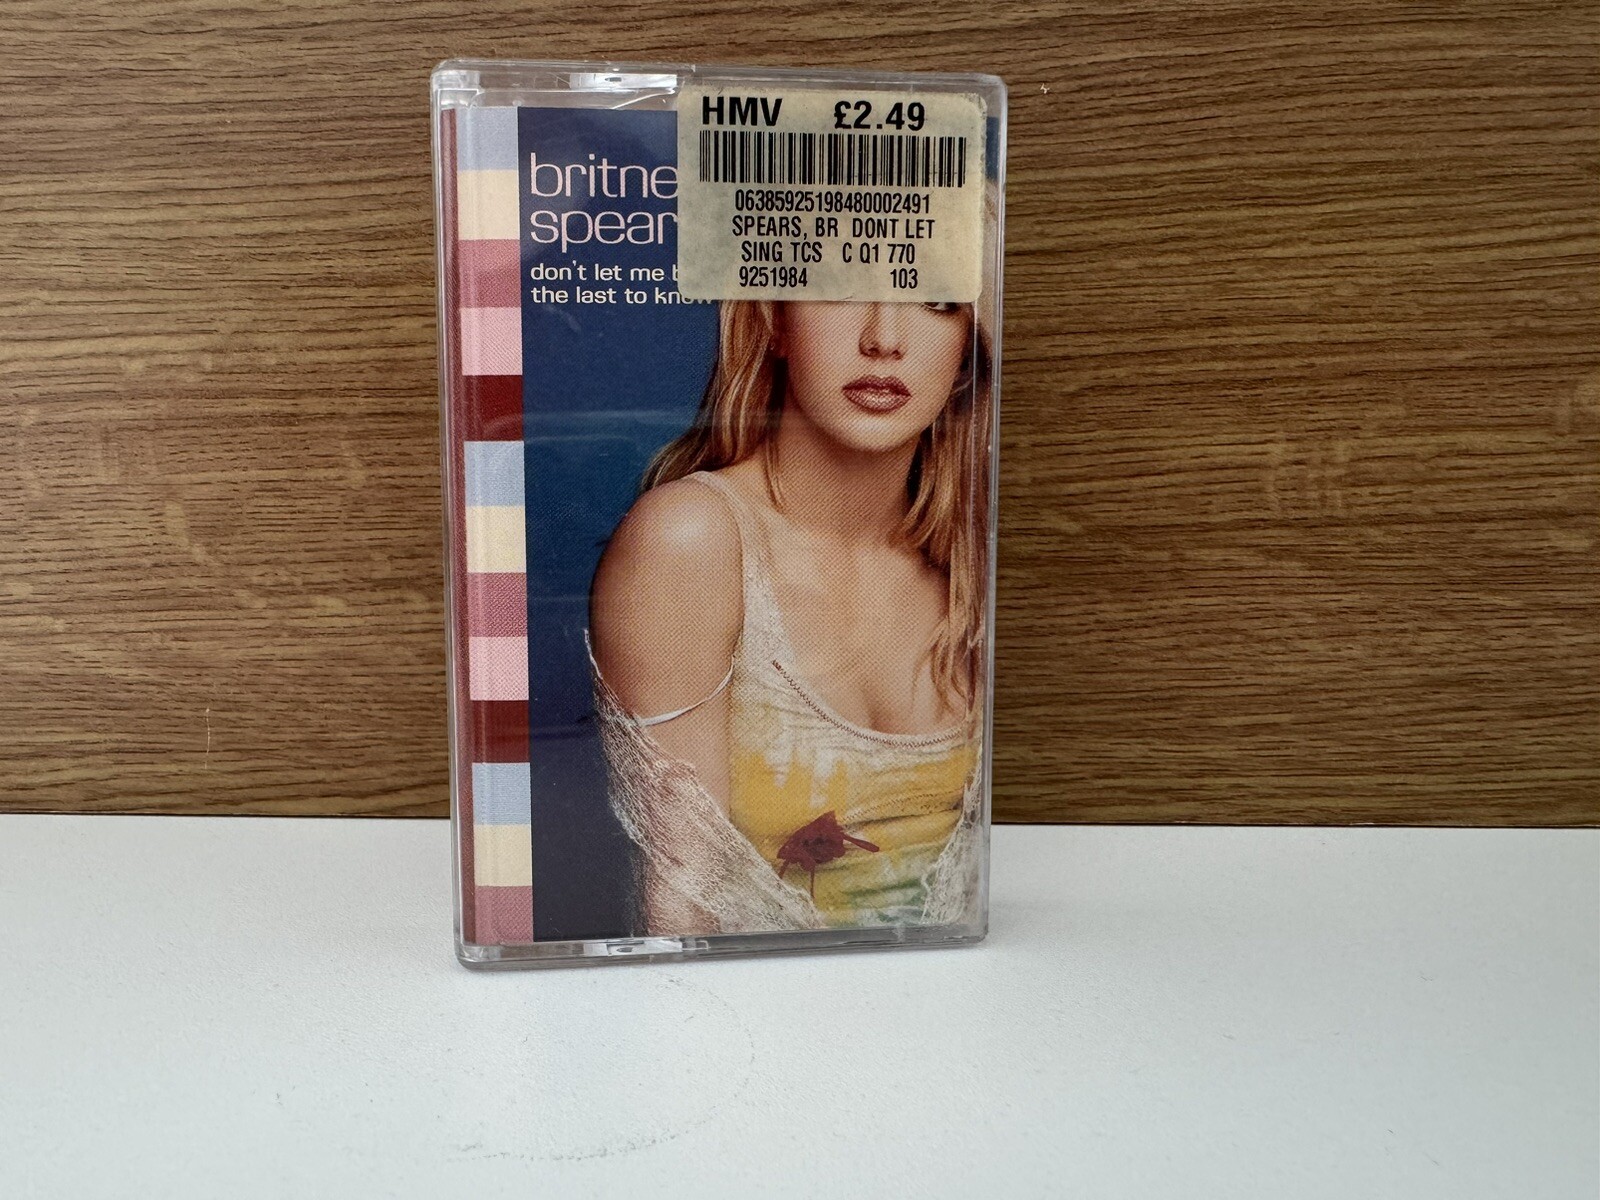 HMV £2.49
06385925198480002491
SPEARS, BR DONT LET
SING TCS C Q1 770
9251984 103
britne
spear
don't let me b
the last to know